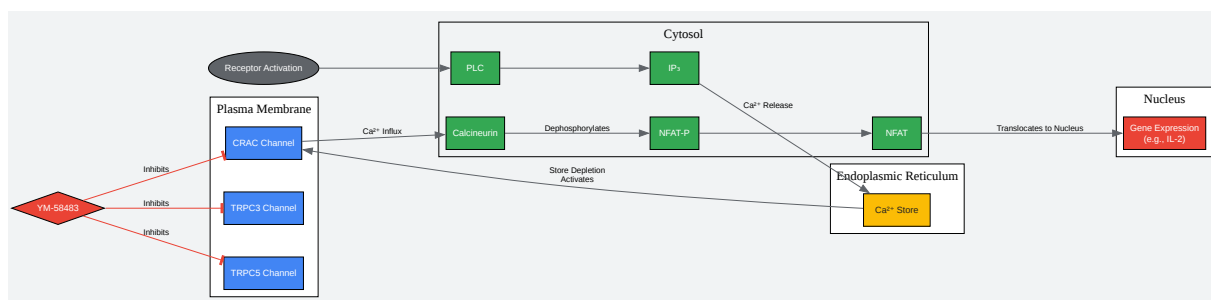 Cytosol
Receptor Activation
PLC
IP₃
Ca²⁺ Release
Plasma Membrane
CRAC Channel
Ca²⁺ Influx
Calcineurin
Dephosphorylates
NFAT-P
NFAT
Translocates to Nucleus
Nucleus
Gene Expression
(e.g., IL-2)
Inhibits
Store Depletion
Activates
Endoplasmic Reticulum
Ca²⁺ Store
YM-58483
Inhibits
TRPC3 Channel
Inhibits
TRPC5 Channel